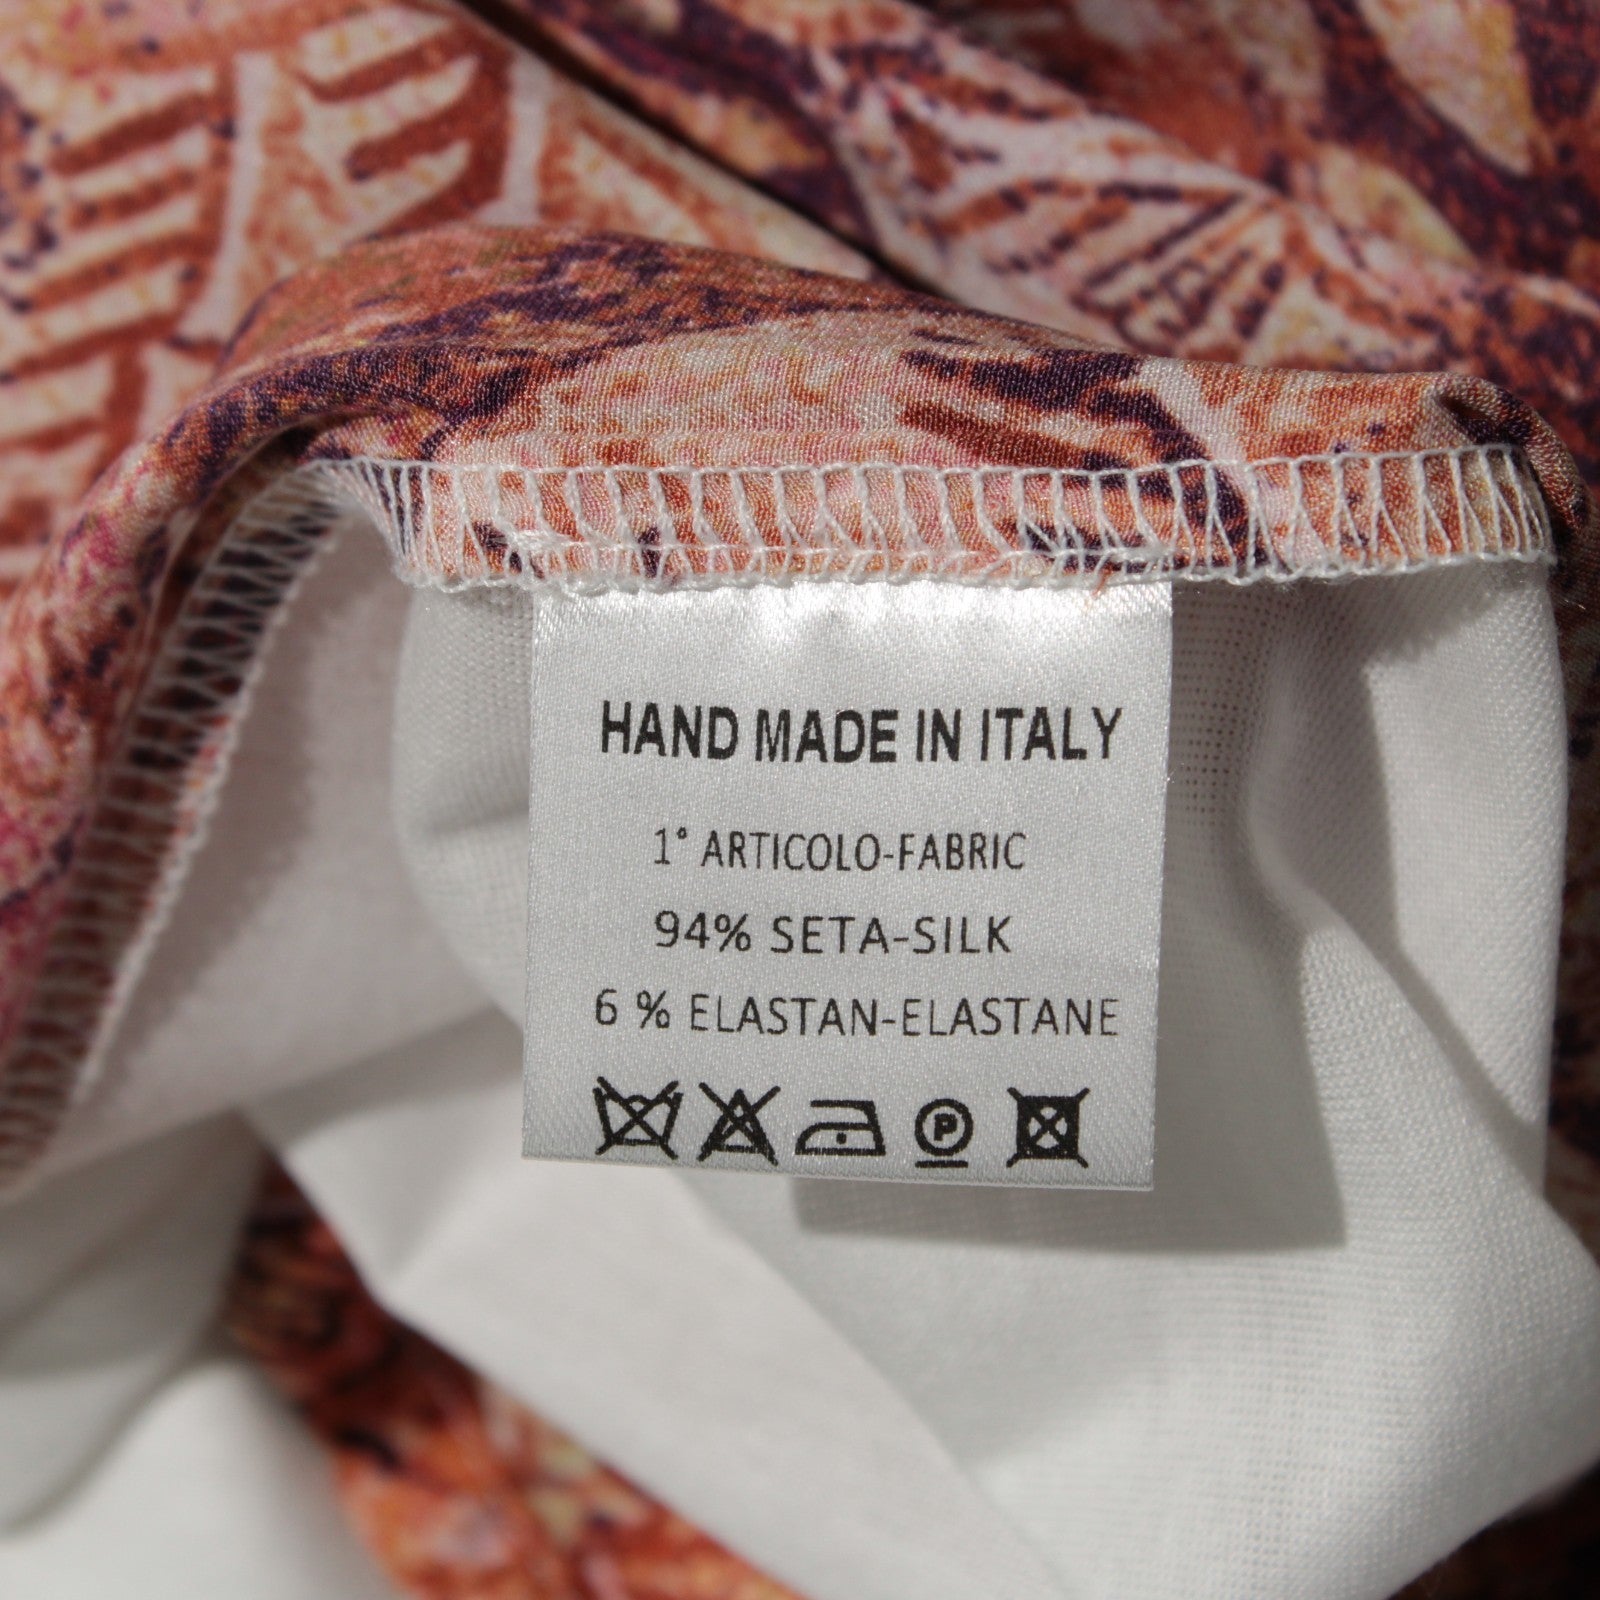 HAND MADE IN ITALY
1° ARTICOLO-FABRIC
94% SETA-SILK
6 % ELASTAN-ELASTANE
P